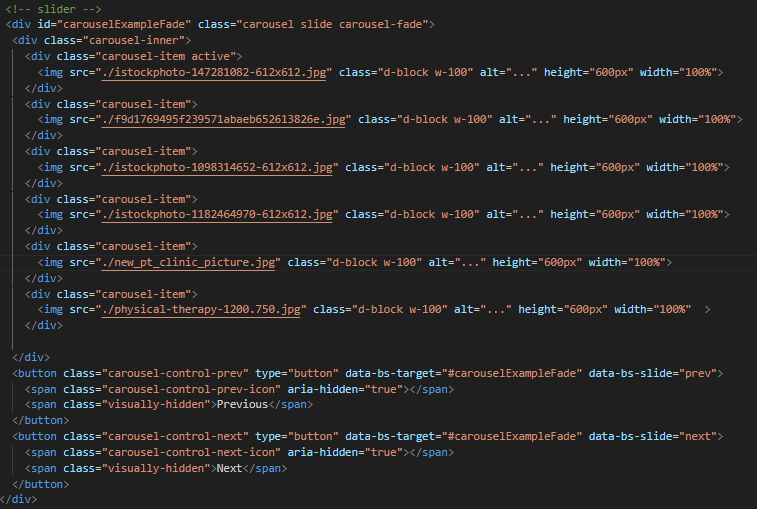 <!-- slider -->
<div id="carouselExampleFade" class="carousel slide carousel-fade">
<div class="carousel-inner">
<div class="carousel-item active">
<img src="./istockphoto-147281082-612x612.jpg" class="d-block w-100" alt="..." height="600px" width="100%">
</div>
<div class="carousel-item">
<img src="./f9d1769495f239571abaeb652613826e.jpg" class="d-block w-100" alt="..." height="600px" width="100%">
</div>
<div class="carousel-item">
<img src="./istockphoto-1098314652-612x612.jpg" class="d-block w-100" alt="..." height="600px" width="100%">
</div>
<div class="carousel-item">
<img src="./istockphoto-1182464970-612x612.jpg" class="d-block w-100" alt="..." height="600px" width="100%">
</div>
<div class="carousel-item">
<img src="./new_pt_clinic_picture.jpg" class="d-block w-100" alt="..." height="600px" width="100%">
</div>
<div class="carousel-item">
<img src="./physical-therapy-1200.750.jpg" class="d-block w-100" alt="..." height="600px" width="100%"  >
</div>
</div>
<button class="carousel-control-prev" type="button" data-bs-target="#carouselExampleFade" data-bs-slide="prev">
<span class="carousel-control-prev-icon" aria-hidden="true"></span>
<span class="visually-hidden">Previous</span>
</button>
<button class="carousel-control-next" type="button" data-bs-target="#carouselExampleFade" data-bs-slide="next">
<span class="carousel-control-next-icon" aria-hidden="true"></span>
<span class="visually-hidden">Next</span>
</button>
</div>